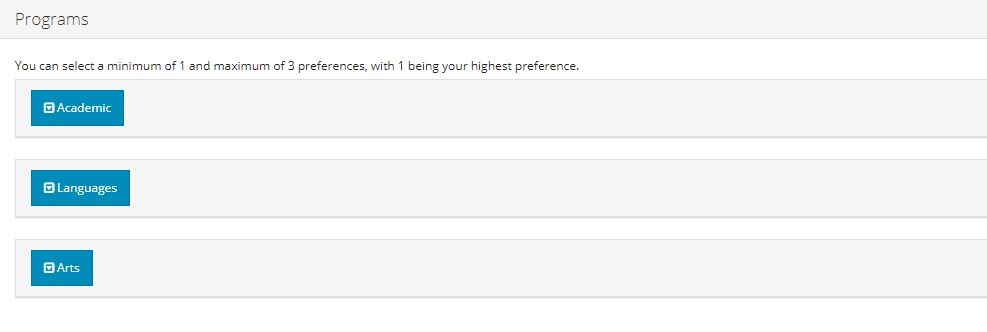 Programs
You can select a minimum of 1 and maximum of 3 preferences, with 1 being your highest preference.
Academic
Languages
Arts